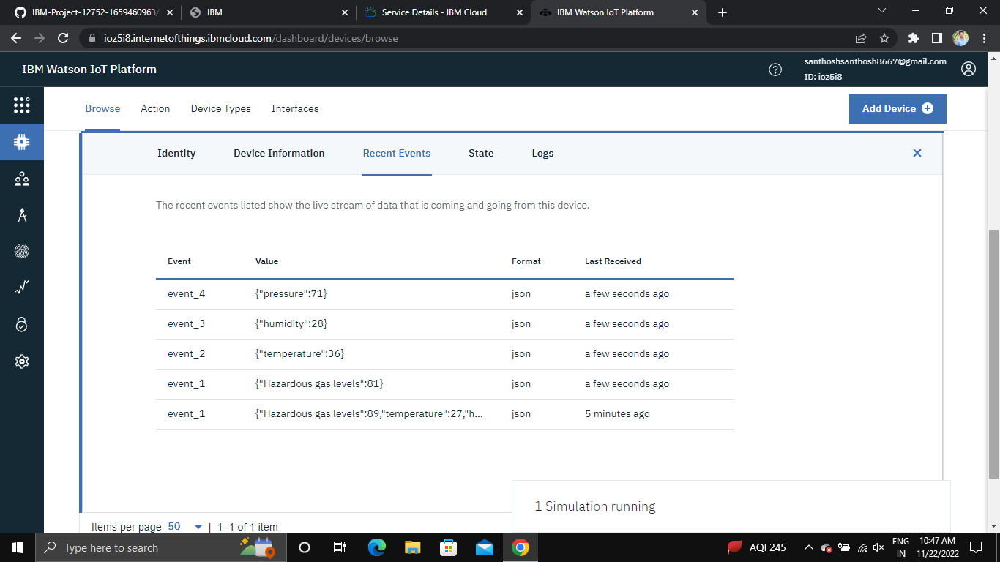 IBM-Project-12752-1659460963/
IBM
Service Details - IBM Cloud
IBM Watson IoT Platform
ioz5i8.internetofthings.ibmcloud.com/dashboard/devices/browse
IBM Watson IoT Platform
santhoshsanthosh8667@gmail.com
ID: ioz5i8
Browse Action Device Types Interfaces
Add Device
Identity Device Information Recent Events State Logs
The recent events listed show the live stream of data that is coming and going from this device.
Event Value Format Last Received
event_4 {"pressure":71} json a few seconds ago
event_3 {"humidity":28} json a few seconds ago
event_2 {"temperature":36} json a few seconds ago
event_1 {"Hazardous gas levels":81} json a few seconds ago
event_1 {"Hazardous gas levels":89,"temperature":27,"h... json 5 minutes ago
1 Simulation running
Items per page 50 | 1–1 of 1 item
Type here to search
AQI 245
ENG
IN
10:47 AM
11/22/2022